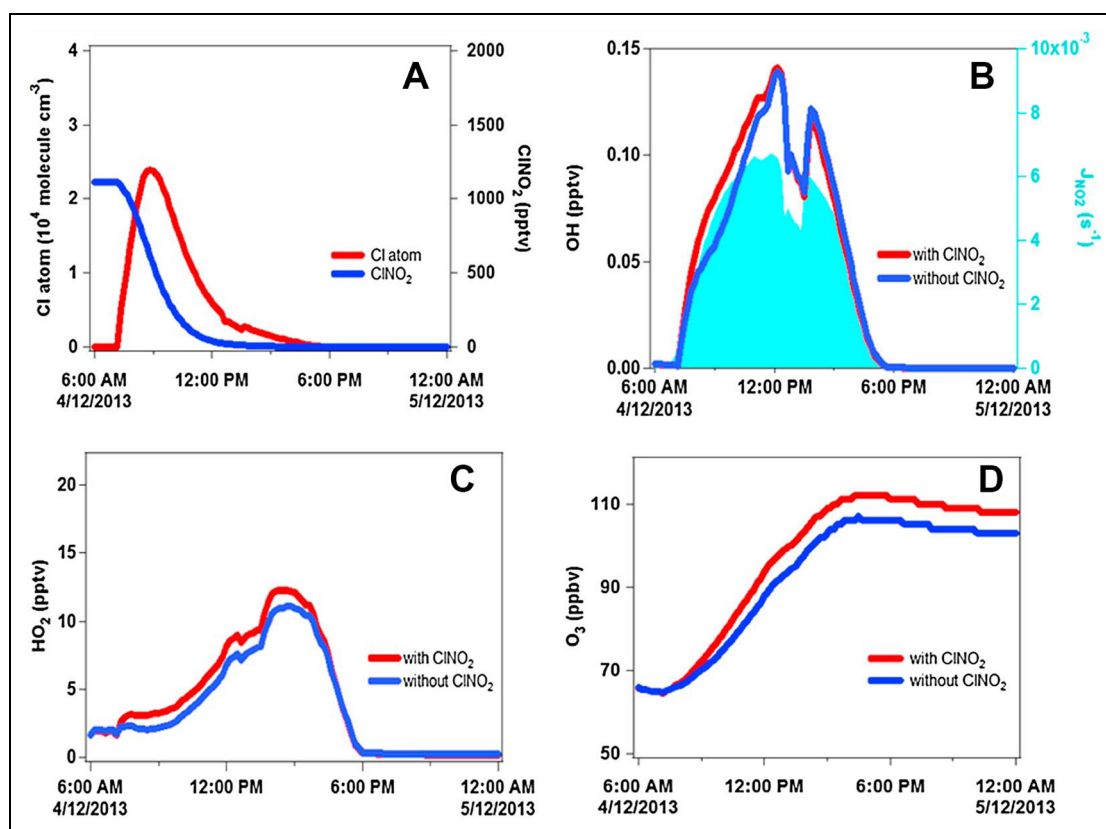 A
Cl atom (10⁴ molecule cm⁻³)
4
3
2
1
0
2000
1500
1000
500
0
ClNO₂ (pptv)
Cl atom
ClNO₂
6:00 AM 12:00 PM 6:00 PM 12:00 AM
4/12/2013 5/12/2013
B
OH (pptv)
0.15
0.10
0.05
0.00
10x10⁻³
8
6
4
2
0
J_NO2 (s⁻¹)
with ClNO₂
without ClNO₂
6:00 AM 12:00 PM 6:00 PM 12:00 AM
4/12/2013 5/12/2013
C
HO₂ (pptv)
20
15
10
5
0
with ClNO₂
without ClNO₂
6:00 AM 12:00 PM 6:00 PM 12:00 AM
4/12/2013 5/12/2013
D
O₃ (ppbv)
110
90
70
50
with ClNO₂
without ClNO₂
6:00 AM 12:00 PM 6:00 PM 12:00 AM
4/12/2013 5/12/2013